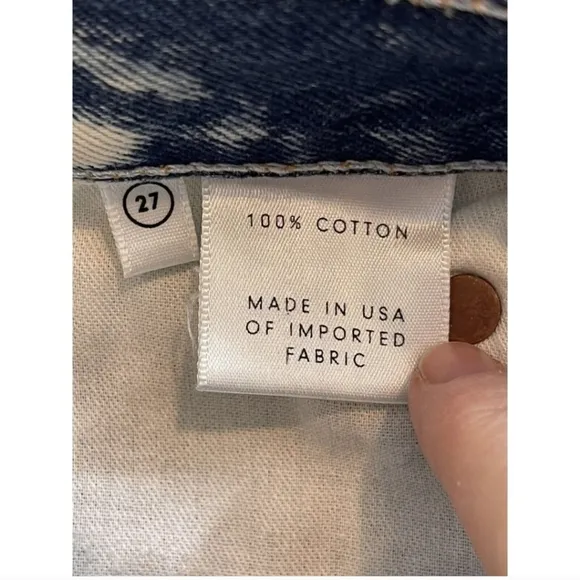 27
100% COTTON
MADE IN USA
OF IMPORTED
FABRIC